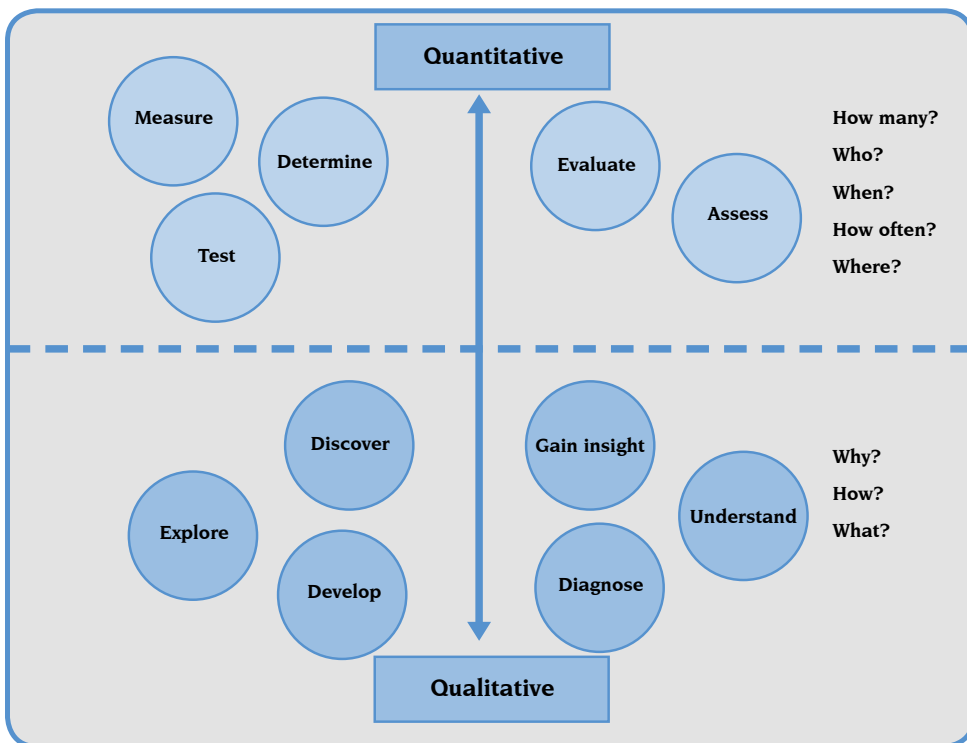 Quantitative
Measure
Determine
Test
Evaluate
Assess
How many?
Who?
When?
How often?
Where?
Discover
Explore
Develop
Gain insight
Understand
Diagnose
Why?
How?
What?
Qualitative